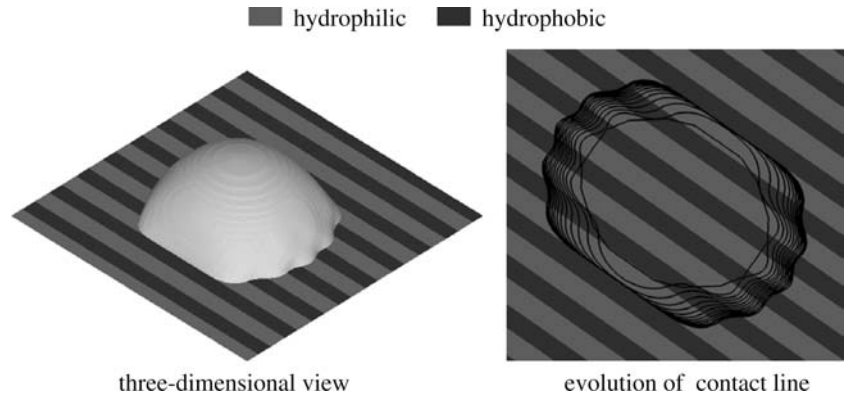 hydrophilic hydrophobic
three-dimensional view
evolution of contact line